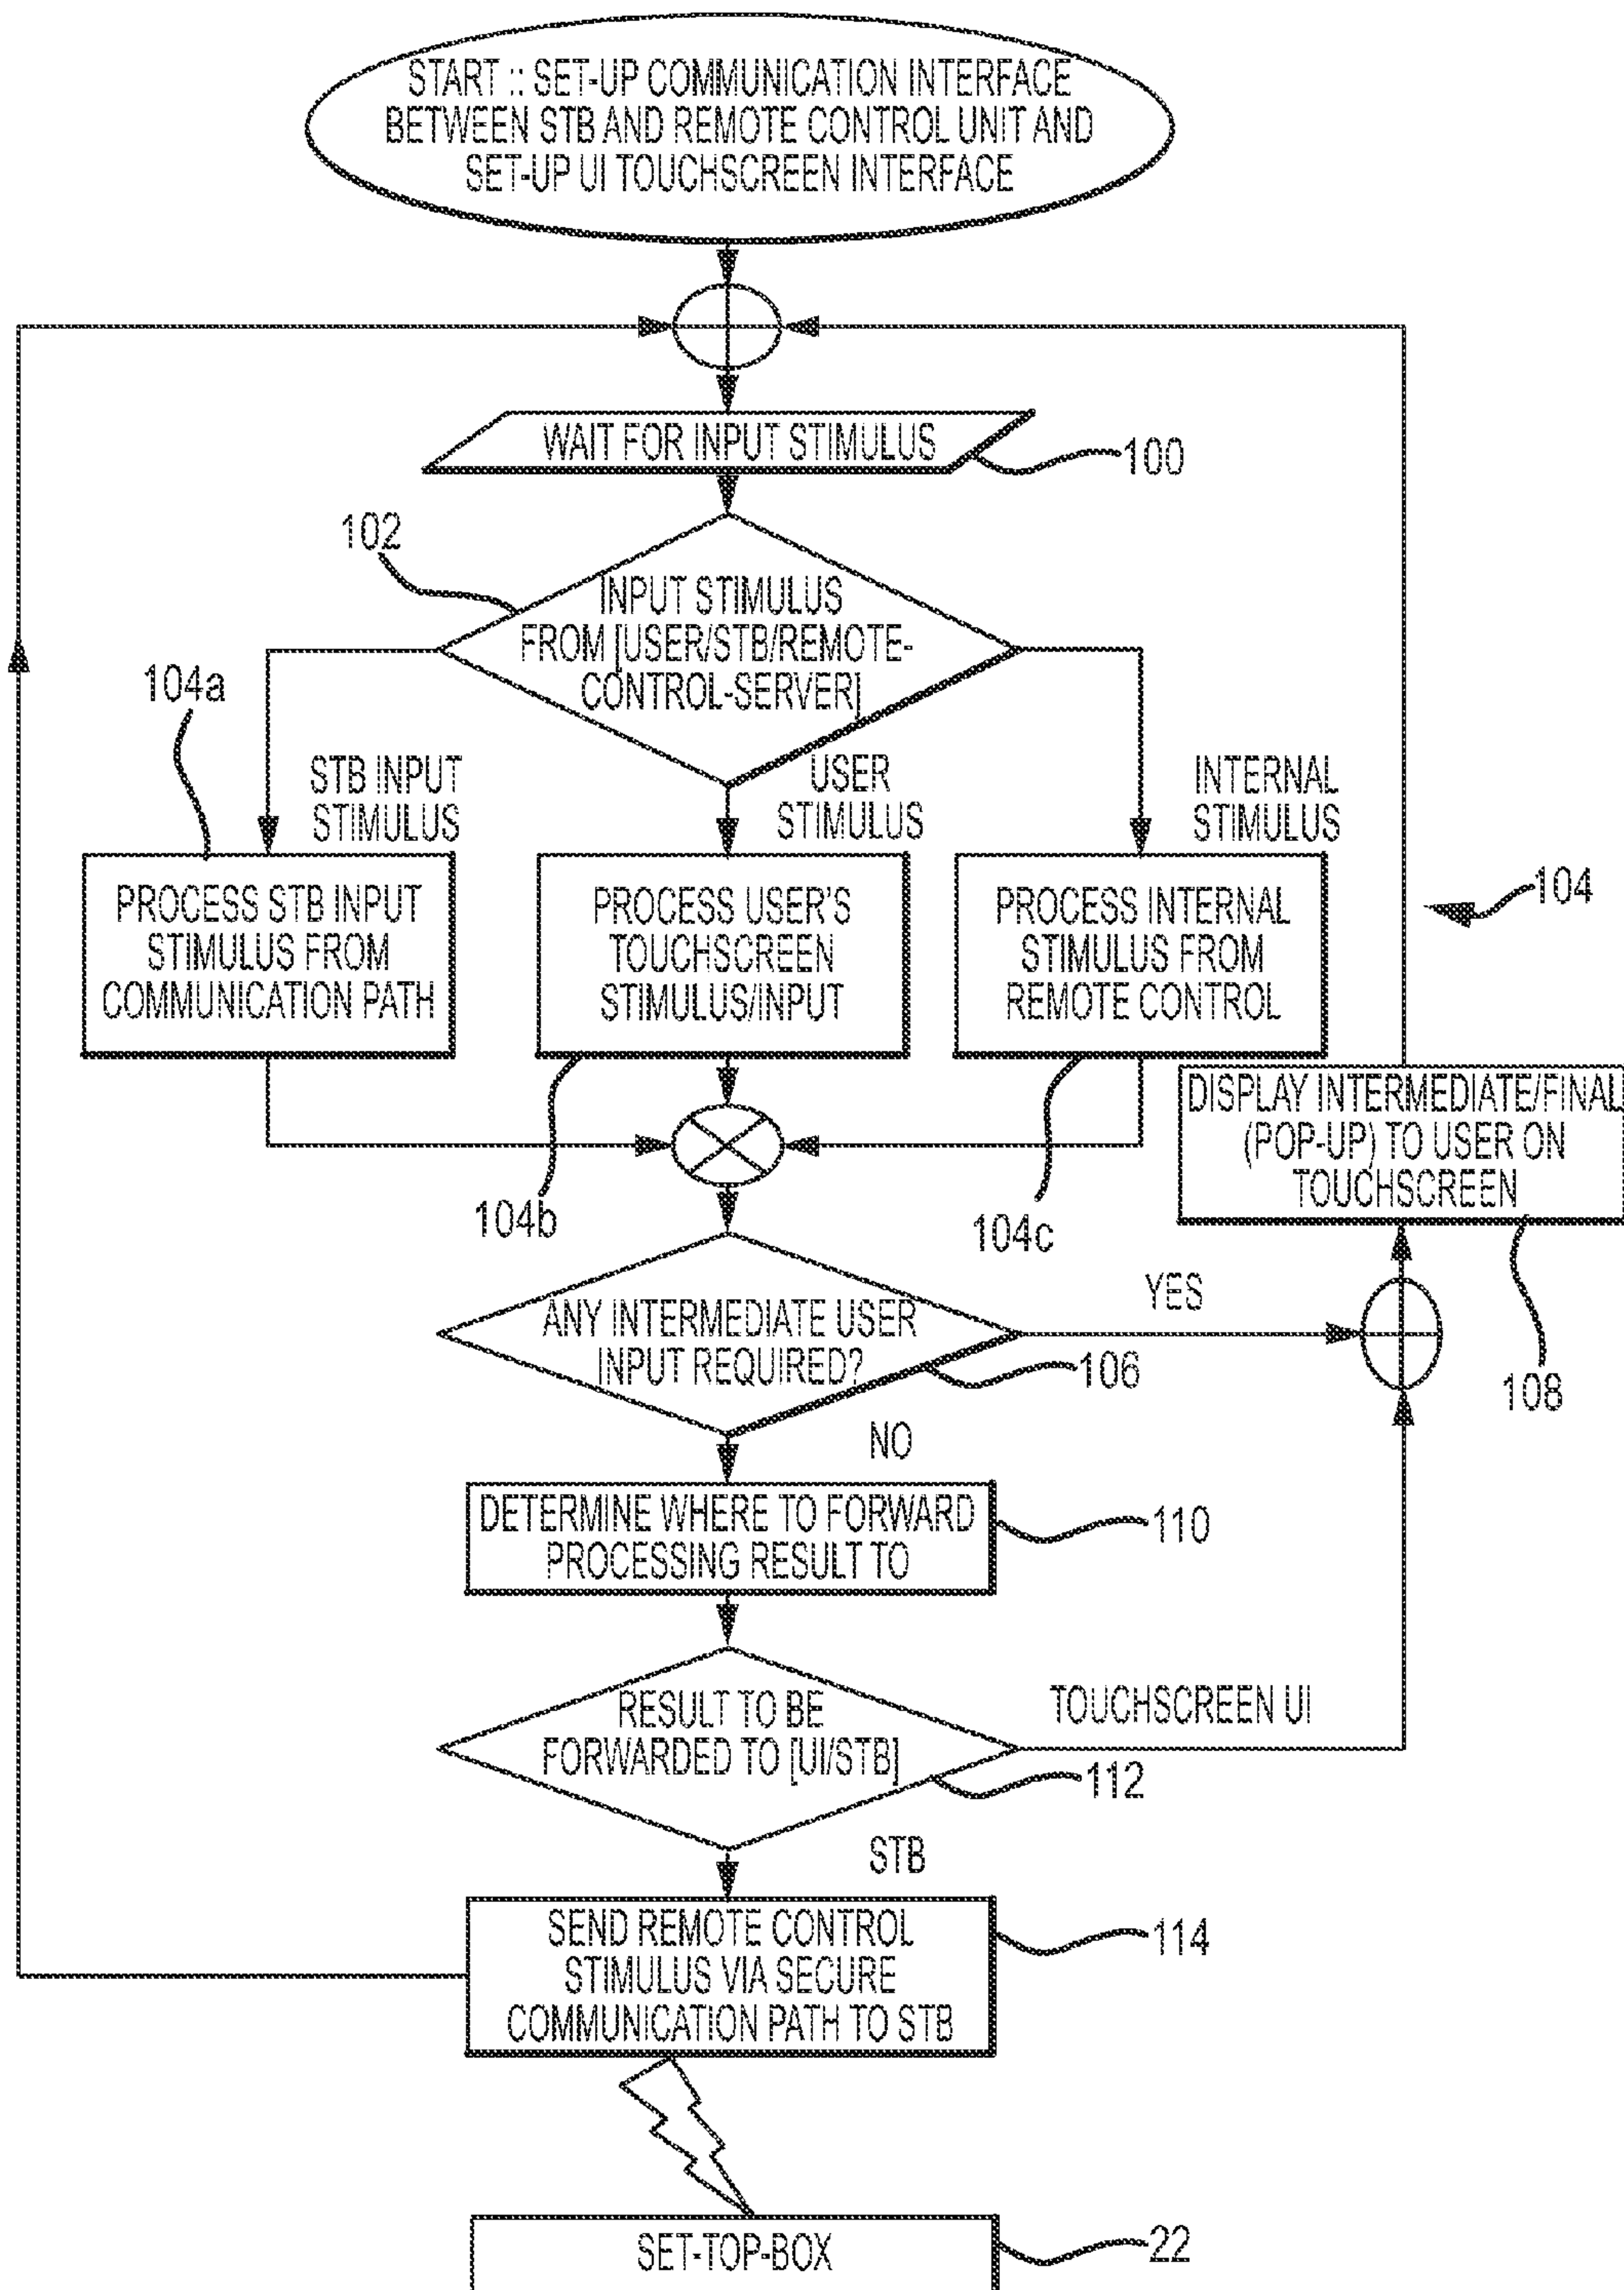 START :: SET-UP COMMUNICATION INTERFACE
BETWEEN STB AND REMOTE CONTROL UNIT AND
SET-UP UI TOUCHSCREEN INTERFACE
WAIT FOR INPUT STIMULUS
100
102
INPUT STIMULUS
FROM [USER/STB/REMOTE-
CONTROL-SERVER]
104a
STB INPUT
STIMULUS
USER
STIMULUS
INTERNAL
STIMULUS
PROCESS STB INPUT
STIMULUS FROM
COMMUNICATION PATH
PROCESS USER'S
TOUCHSCREEN
STIMULUS/INPUT
PROCESS INTERNAL
STIMULUS FROM
REMOTE CONTROL
104
DISPLAY INTERMEDIATE/FINAL
(POP-UP) TO USER ON
TOUCHSCREEN
104b
104c
ANY INTERMEDIATE USER
INPUT REQUIRED?
YES
106
108
NO
DETERMINE WHERE TO FORWARD
PROCESSING RESULT TO
110
RESULT TO BE
FORWARDED TO [UI/STB]
TOUCHSCREEN UI
112
STB
SEND REMOTE CONTROL
STIMULUS VIA SECURE
COMMUNICATION PATH TO STB
114
SET-TOP-BOX
22